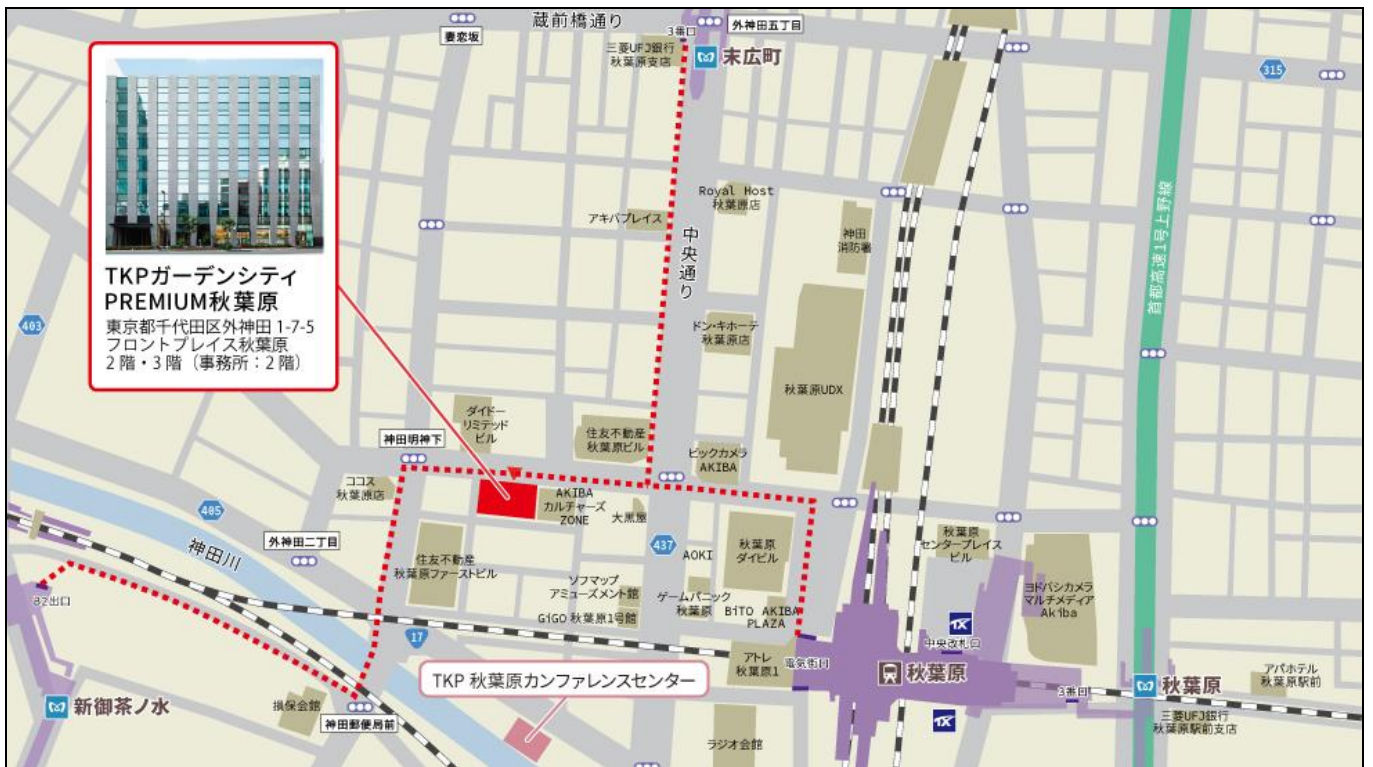 蔵前橋通り
妻恋坂
3番口
外神田五丁目
三菱UFJ銀行
秋葉原支店
末広町
315
TKPガーデンシティ
PREMIUM秋葉原
東京都千代田区外神田 1-7-5
フロントプレイス秋葉原
2階・3階(事務所:2階)
Royal Host
秋葉原店
アキバプレイス
中央通り
神田
消防署
首都高速1号上野線
403
ドン・キホーテ
秋葉原店
秋葉原UDX
ダイドー
リミテッド
ビル
神田明神下
住友不動産
秋葉原ビル
ビックカメラ
AKIBA
ココス
秋葉原店
AKIBA
カルチャーズ
ZONE
大黒屋
405
神田川
外神田二丁目
437
AOKI
秋葉原
ダイビル
秋葉原
センタープレイス
ビル
住友不動産
秋葉原ファーストビル
ソフマップ
アミューズメント館
GiGO 秋葉原1号館
ゲームパニック
秋葉原
BiTO AKIBA
PLAZA
ヨドバシカメラ
マルチメディア
Akiba
B2出口
17
TX
中央改札口
アトレ
秋葉原1
電気街口
秋葉原
TKP 秋葉原カンファレンスセンター
3番口
秋葉原
アパホテル
秋葉原駅前
新御茶ノ水
損保会館
神田郵便局前
TX
三菱UFJ銀行
秋葉原駅前支店
ラジオ会館